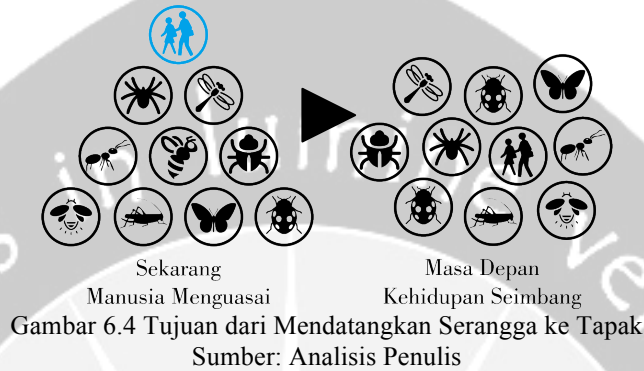 Sekarang
Manusia Menguasai
Masa Depan
Kehidupan Seimbang
Gambar 6.4 Tujuan dari Mendatangkan Serangga ke Tapak
Sumber: Analisis Penulis